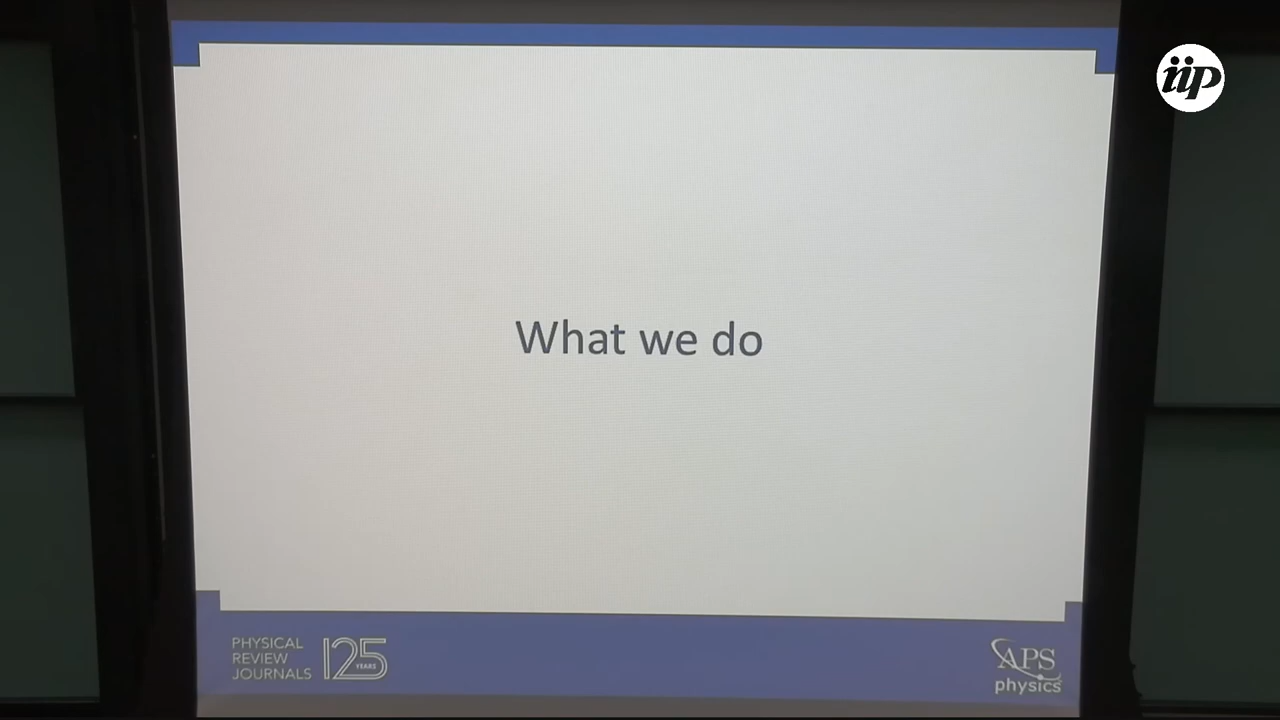 iip
What we do
PHYSICAL
REVIEW
JOURNALS
125
YEARS
APS
physics